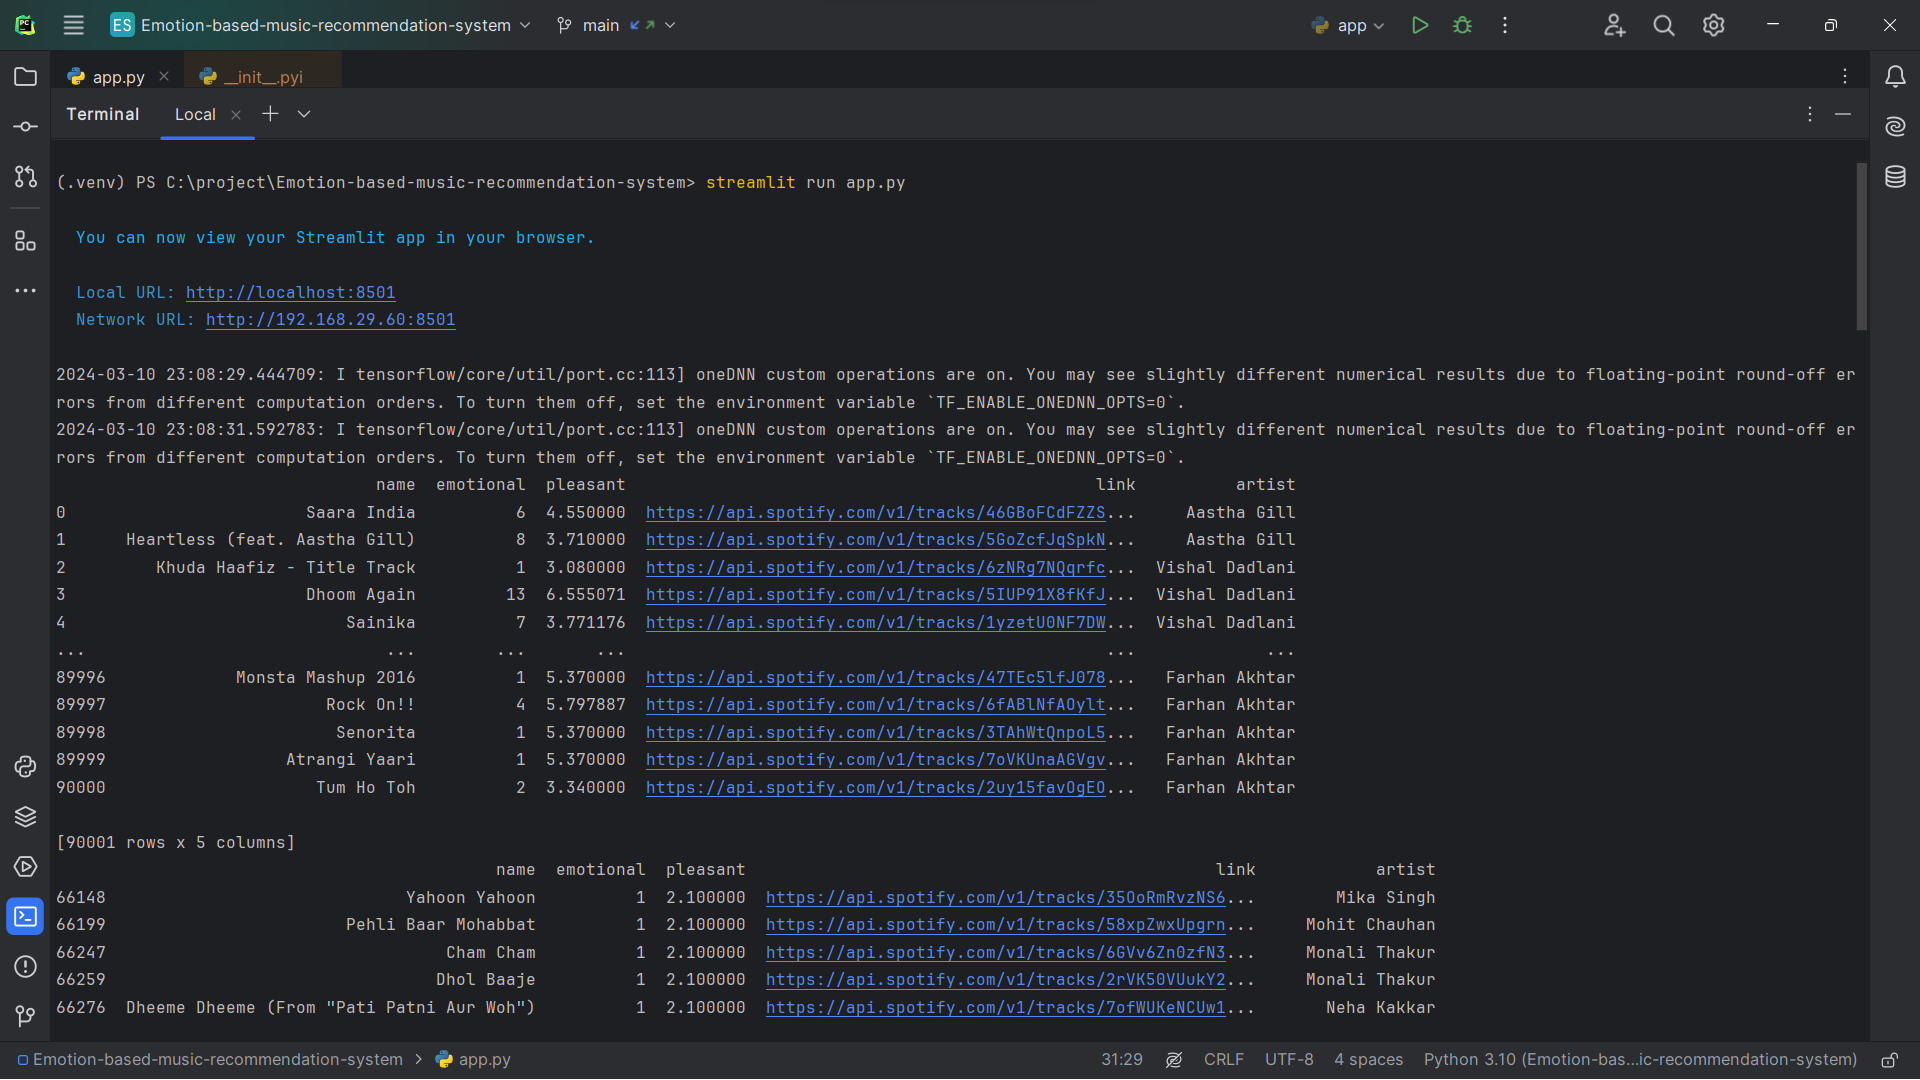 ES Emotion-based-music-recommendation-system main app
app.py __init__.pyi
Terminal Local
(.venv) PS C:\project\Emotion-based-music-recommendation-system> streamlit run app.py
You can now view your Streamlit app in your browser.
Local URL: http://localhost:8501
Network URL: http://192.168.29.60:8501
2024-03-10 23:08:29.444709: I tensorflow/core/util/port.cc:113] oneDNN custom operations are on. You may see slightly different numerical results due to floating-point round-off er
rors from different computation orders. To turn them off, set the environment variable `TF_ENABLE_ONEDNN_OPTS=0`.
2024-03-10 23:08:31.592783: I tensorflow/core/util/port.cc:113] oneDNN custom operations are on. You may see slightly different numerical results due to floating-point round-off er
rors from different computation orders. To turn them off, set the environment variable `TF_ENABLE_ONEDNN_OPTS=0`.
name emotional pleasant link artist
0 Saara India 6 4.550000 https://api.spotify.com/v1/tracks/46GBoFCdFZZS... Aastha Gill
1 Heartless (feat. Aastha Gill) 8 3.710000 https://api.spotify.com/v1/tracks/5GoZcfJqSpkN... Aastha Gill
2 Khuda Haafiz - Title Track 1 3.080000 https://api.spotify.com/v1/tracks/6zNRg7NQqrfc... Vishal Dadlani
3 Dhoom Again 13 6.555071 https://api.spotify.com/v1/tracks/5IUP91X8fKfJ... Vishal Dadlani
4 Sainika 7 3.771176 https://api.spotify.com/v1/tracks/1yzetU0NF7DW... Vishal Dadlani
... ... ... ... ... ...
89996 Monsta Mashup 2016 1 5.370000 https://api.spotify.com/v1/tracks/47TEc5lfJ078... Farhan Akhtar
89997 Rock On!! 4 5.797887 https://api.spotify.com/v1/tracks/6fABlNfAOylt... Farhan Akhtar
89998 Senorita 1 5.370000 https://api.spotify.com/v1/tracks/3TAhWtQnpoL5... Farhan Akhtar
89999 Atrangi Yaari 1 5.370000 https://api.spotify.com/v1/tracks/7oVKUnaAGVgv... Farhan Akhtar
90000 Tum Ho Toh 2 3.340000 https://api.spotify.com/v1/tracks/2uy15favOgEO... Farhan Akhtar
[90001 rows x 5 columns]
name emotional pleasant link artist
66148 Yahoon Yahoon 1 2.100000 https://api.spotify.com/v1/tracks/35OoRmRvzNS6... Mika Singh
66199 Pehli Baar Mohabbat 1 2.100000 https://api.spotify.com/v1/tracks/58xpZwxUpgrn... Mohit Chauhan
66247 Cham Cham 1 2.100000 https://api.spotify.com/v1/tracks/6GVv6Zn0zfN3... Monali Thakur
66259 Dhol Baaje 1 2.100000 https://api.spotify.com/v1/tracks/2rVK50VUukY2... Monali Thakur
66276 Dheeme Dheeme (From "Pati Patni Aur Woh") 1 2.100000 https://api.spotify.com/v1/tracks/7ofWUKeNCUw1... Neha Kakkar
Emotion-based-music-recommendation-system > app.py 31:29 CRLF UTF-8 4 spaces Python 3.10 (Emotion-bas...ic-recommendation-system)